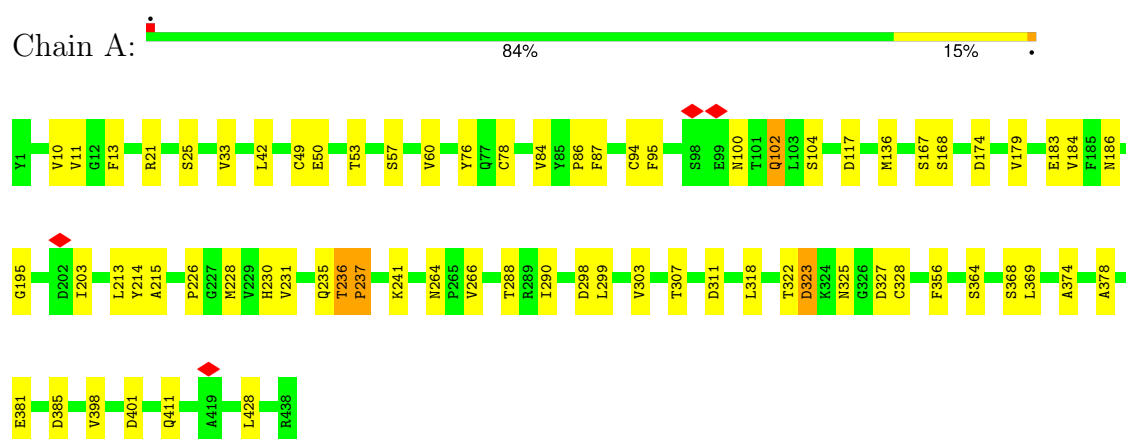 Chain A:
84% 15%
Y1 V10 V11 G12 F13 R21 S25 V33 L42 C49 E50 T53 S57 V60 Y76 Q77 C78 V84 Y85 P86 F87 C94 F95 S98 E99 N100 T101 Q102 L103 S104 D117 M136 S167 S168 D174 V179 E183 V184 F185 N186
G195 D202 I203 L213 Y214 A215 P226 G227 M228 V229 H230 V231 Q235 T236 P237 K241 N264 P265 V266 T288 R289 I290 D298 L299 V303 T307 D311 L318 T322 D323 K324 N325 G326 D327 C328 F356 S364 S368 L369 A374 A378
E381 D385 V398 D401 Q411 A419 L428 R438